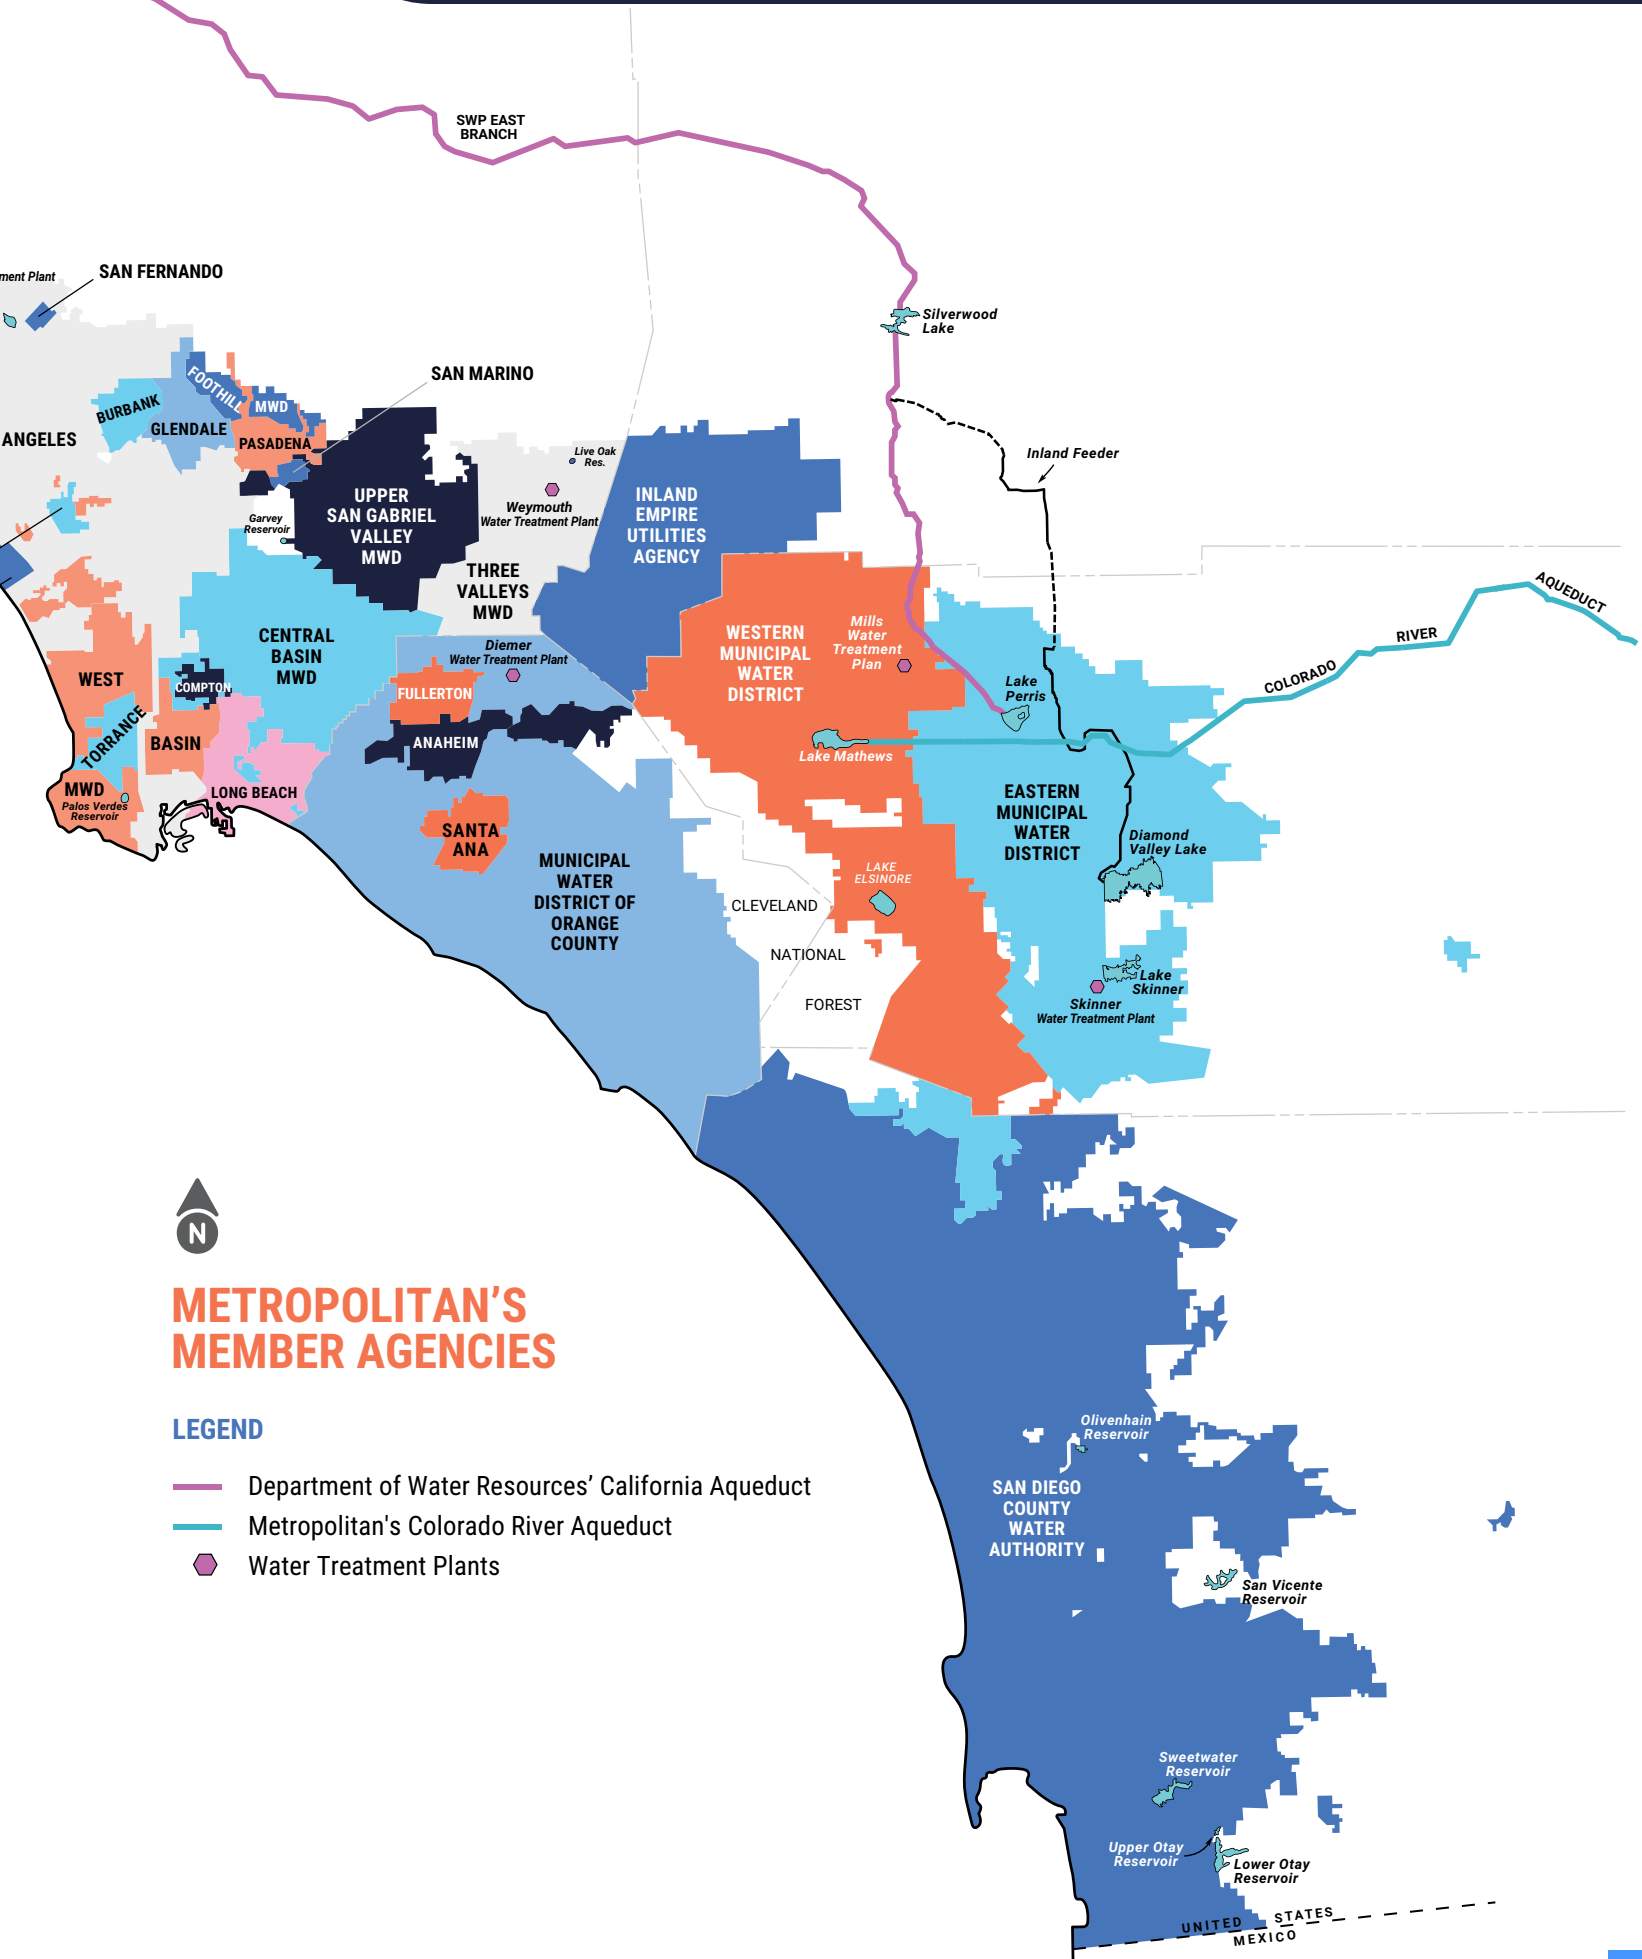 SWP EAST
BRANCH
ment Plant
SAN FERNANDO
Silverwood
Lake
SAN MARINO
FOOTHILL
MWD
BURBANK
GLENDALE
PASADENA
ANGELES
Live Oak
Res.
Inland Feeder
Weymouth
Water Treatment Plant
Garvey
Reservoir
UPPER
SAN GABRIEL
VALLEY
MWD
INLAND
EMPIRE
UTILITIES
AGENCY
THREE
VALLEYS
MWD
AQUEDUCT
RIVER
COLORADO
CENTRAL
BASIN
MWD
WESTERN
MUNICIPAL
WATER
DISTRICT
Mills
Water
Treatment
Plan
Diemer
Water Treatment Plant
WEST
COMPTON
FULLERTON
Lake
Perris
TORRANCE
BASIN
ANAHEIM
Lake Mathews
MWD
Palos Verdes
Reservoir
LONG BEACH
EASTERN
MUNICIPAL
WATER
DISTRICT
SANTA
ANA
Diamond
Valley Lake
MUNICIPAL
WATER
DISTRICT OF
ORANGE
COUNTY
LAKE
ELSINORE
CLEVELAND
NATIONAL
FOREST
Lake
Skinner
Skinner
Water Treatment Plant
N
METROPOLITAN’S
MEMBER AGENCIES
LEGEND
Department of Water Resources’ California Aqueduct
Metropolitan's Colorado River Aqueduct
Water Treatment Plants
Olivenhain
Reservoir
SAN DIEGO
COUNTY
WATER
AUTHORITY
San Vicente
Reservoir
Sweetwater
Reservoir
Upper Otay
Reservoir
Lower Otay
Reservoir
UNITED STATES
MEXICO